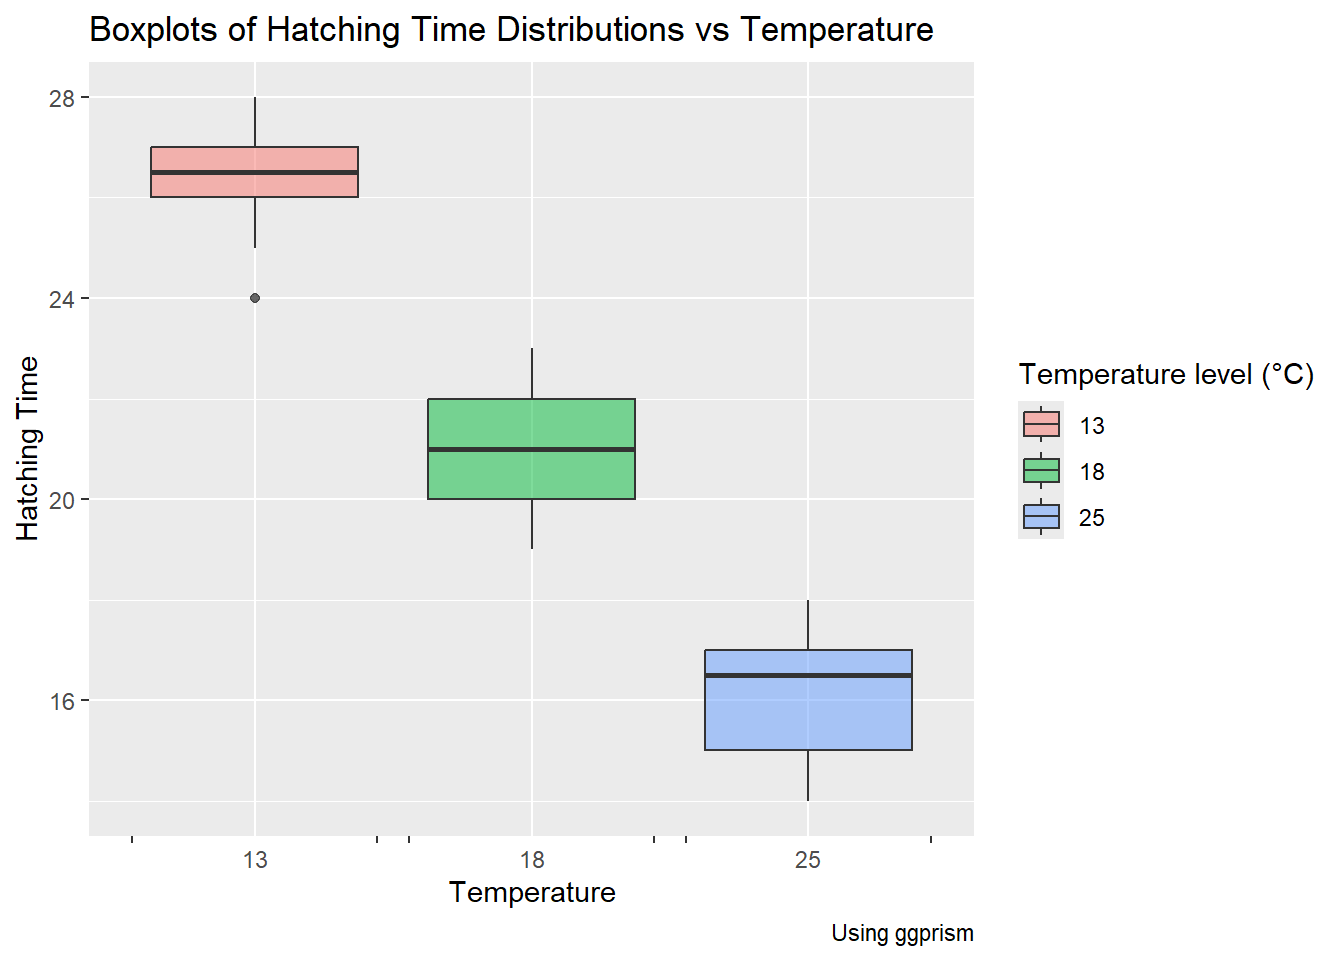 Boxplots of Hatching Time Distributions vs Temperature
28
24
20
16
Hatching Time
13
18
25
Temperature
Temperature level (°C)
13
18
25
Using ggprism